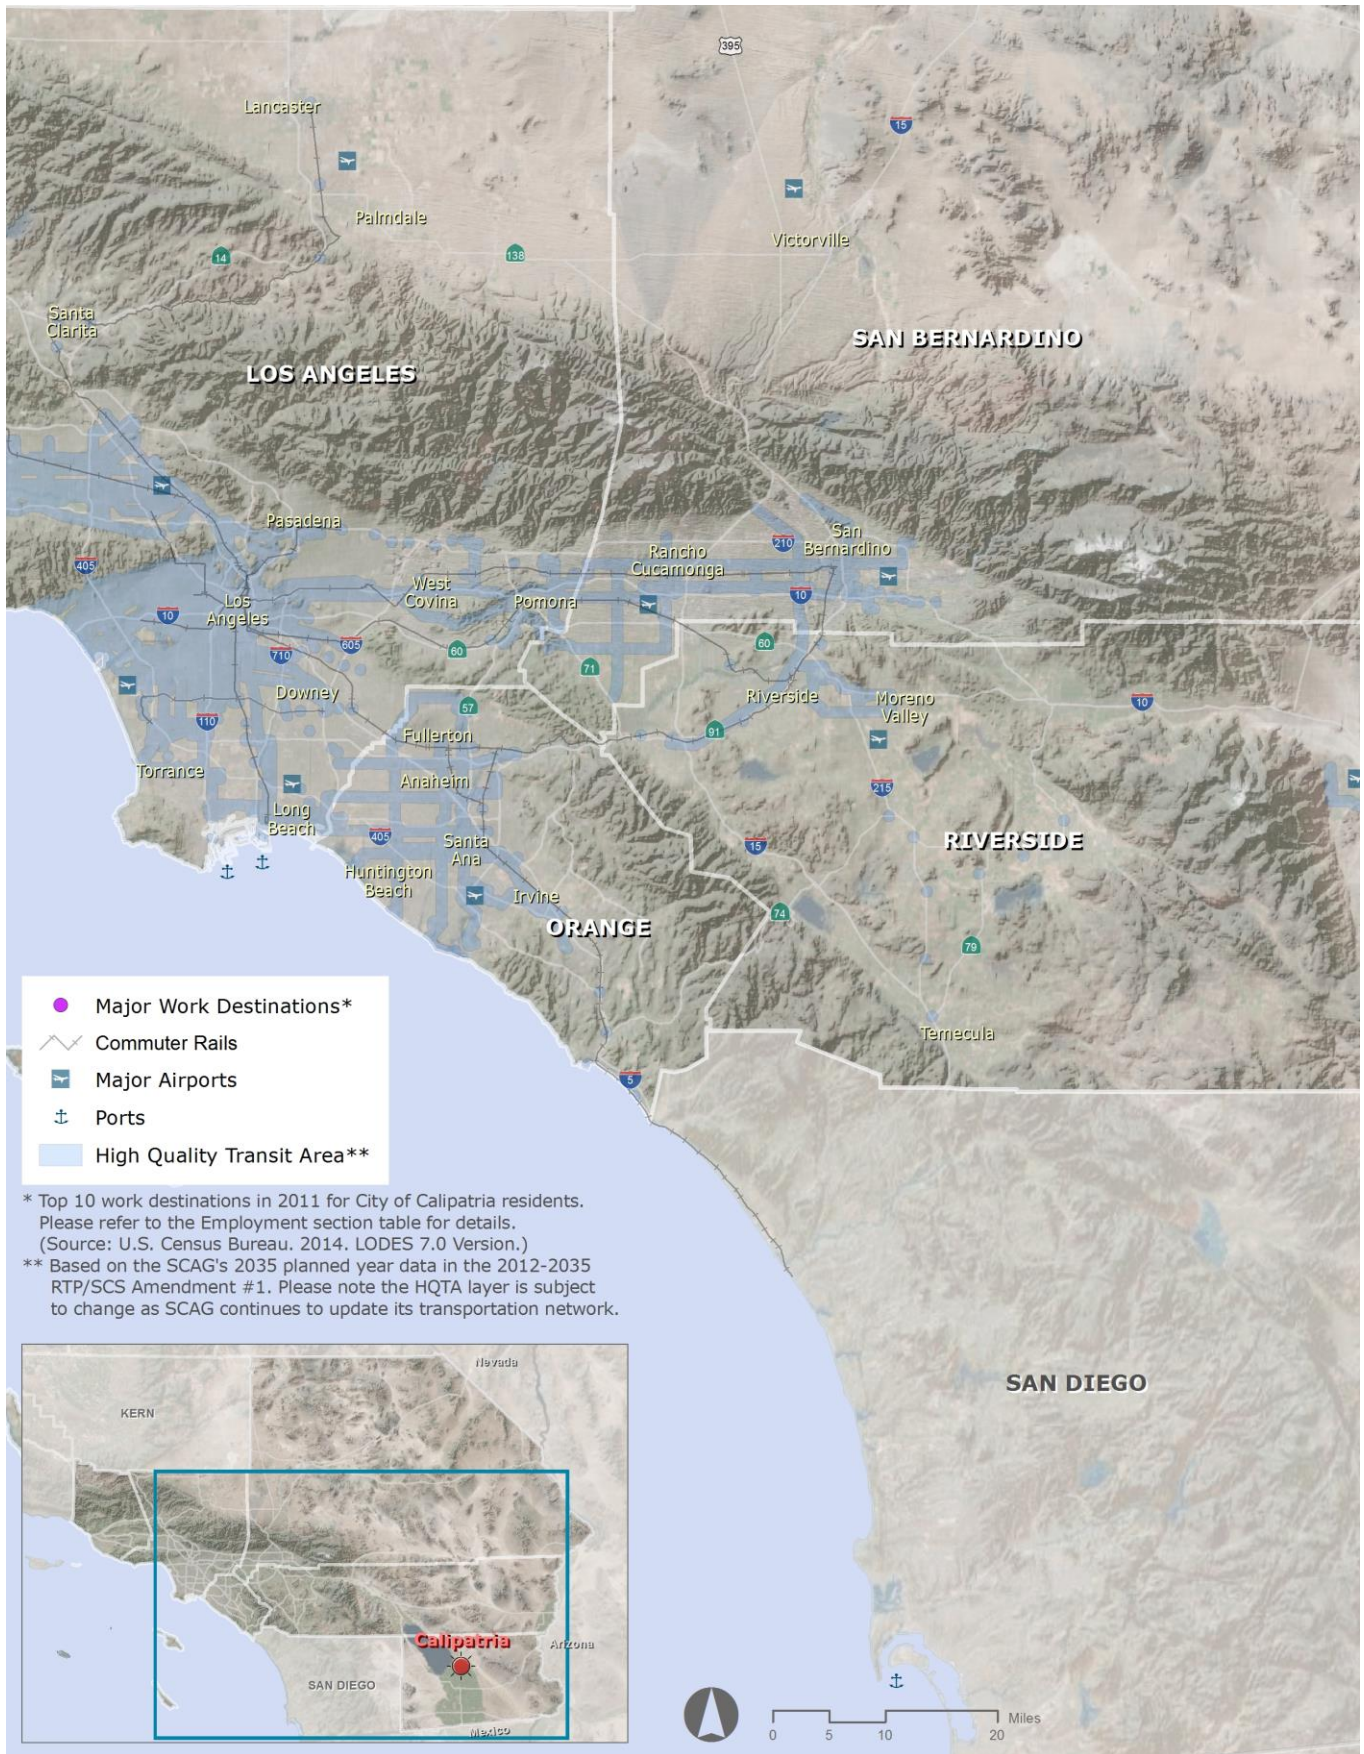 395
Lancaster
15
Palmdale
Victorville
14
138
Santa
Clarita
SAN BERNARDINO
LOS ANGELES
Pasadena
San
Bernardino
210
Rancho
Cucamonga
405
West
Covina
Pomona
10
Los
Angeles
10
605
710
60
60
71
Downey
Riverside
Moreno
Valley
10
57
110
Fullerton
91
Torrance
Anaheim
215
Long
Beach
405
Santa
Ana
15
RIVERSIDE
Huntington
Beach
Irvine
ORANGE
74
79
Temecula
5
Major Work Destinations*
Commuter Rails
Major Airports
Ports
High Quality Transit Area**
* Top 10 work destinations in 2011 for City of Calipatria residents.
Please refer to the Employment section table for details.
(Source: U.S. Census Bureau. 2014. LODES 7.0 Version.)
** Based on the SCAG's 2035 planned year data in the 2012-2035
RTP/SCS Amendment #1. Please note the HQTA layer is subject
to change as SCAG continues to update its transportation network.
SAN DIEGO
Nevada
KERN
Calipatria
Arizona
SAN DIEGO
Mexico
Miles
0 5 10 20